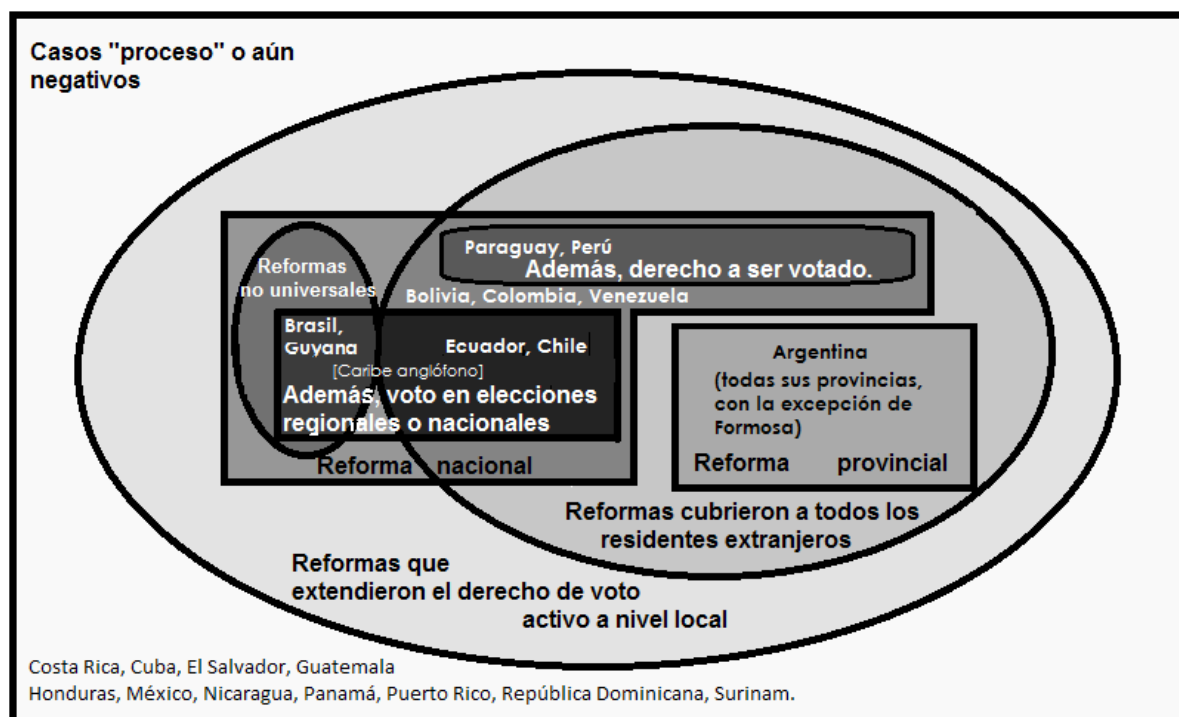 Casos "proceso" o aún
negativos
Paraguay, Perú
Además, derecho a ser votado.
Reformas
no universales
Bolivia, Colombia, Venezuela
Brasil,
Guyana
Ecuador, Chile
[Caribe anglófono]
Además, voto en elecciones
regionales o nacionales
Reforma nacional
Argentina
(todas sus provincias,
con la excepción de
Formosa)
Reforma provincial
Reformas cubrieron a todos los
residentes extranjeros
Reformas que
extendieron el derecho de voto
activo a nivel local
Costa Rica, Cuba, El Salvador, Guatemala
Honduras, México, Nicaragua, Panamá, Puerto Rico, República Dominicana, Surinam.